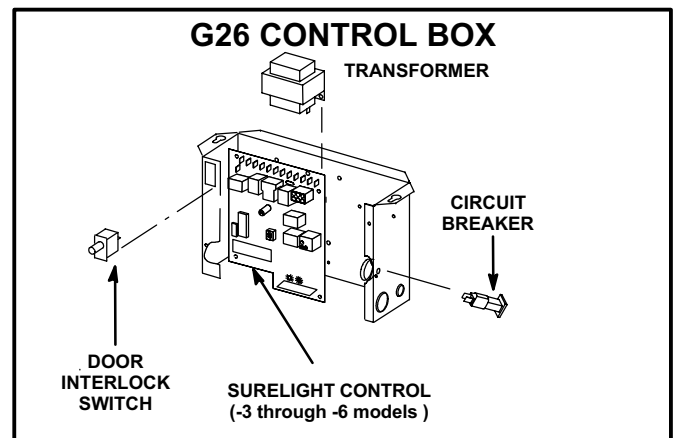 G26 CONTROL BOX
TRANSFORMER
CIRCUIT
BREAKER
DOOR
INTERLOCK
SWITCH
SURELIGHT CONTROL
(-3 through -6 models )